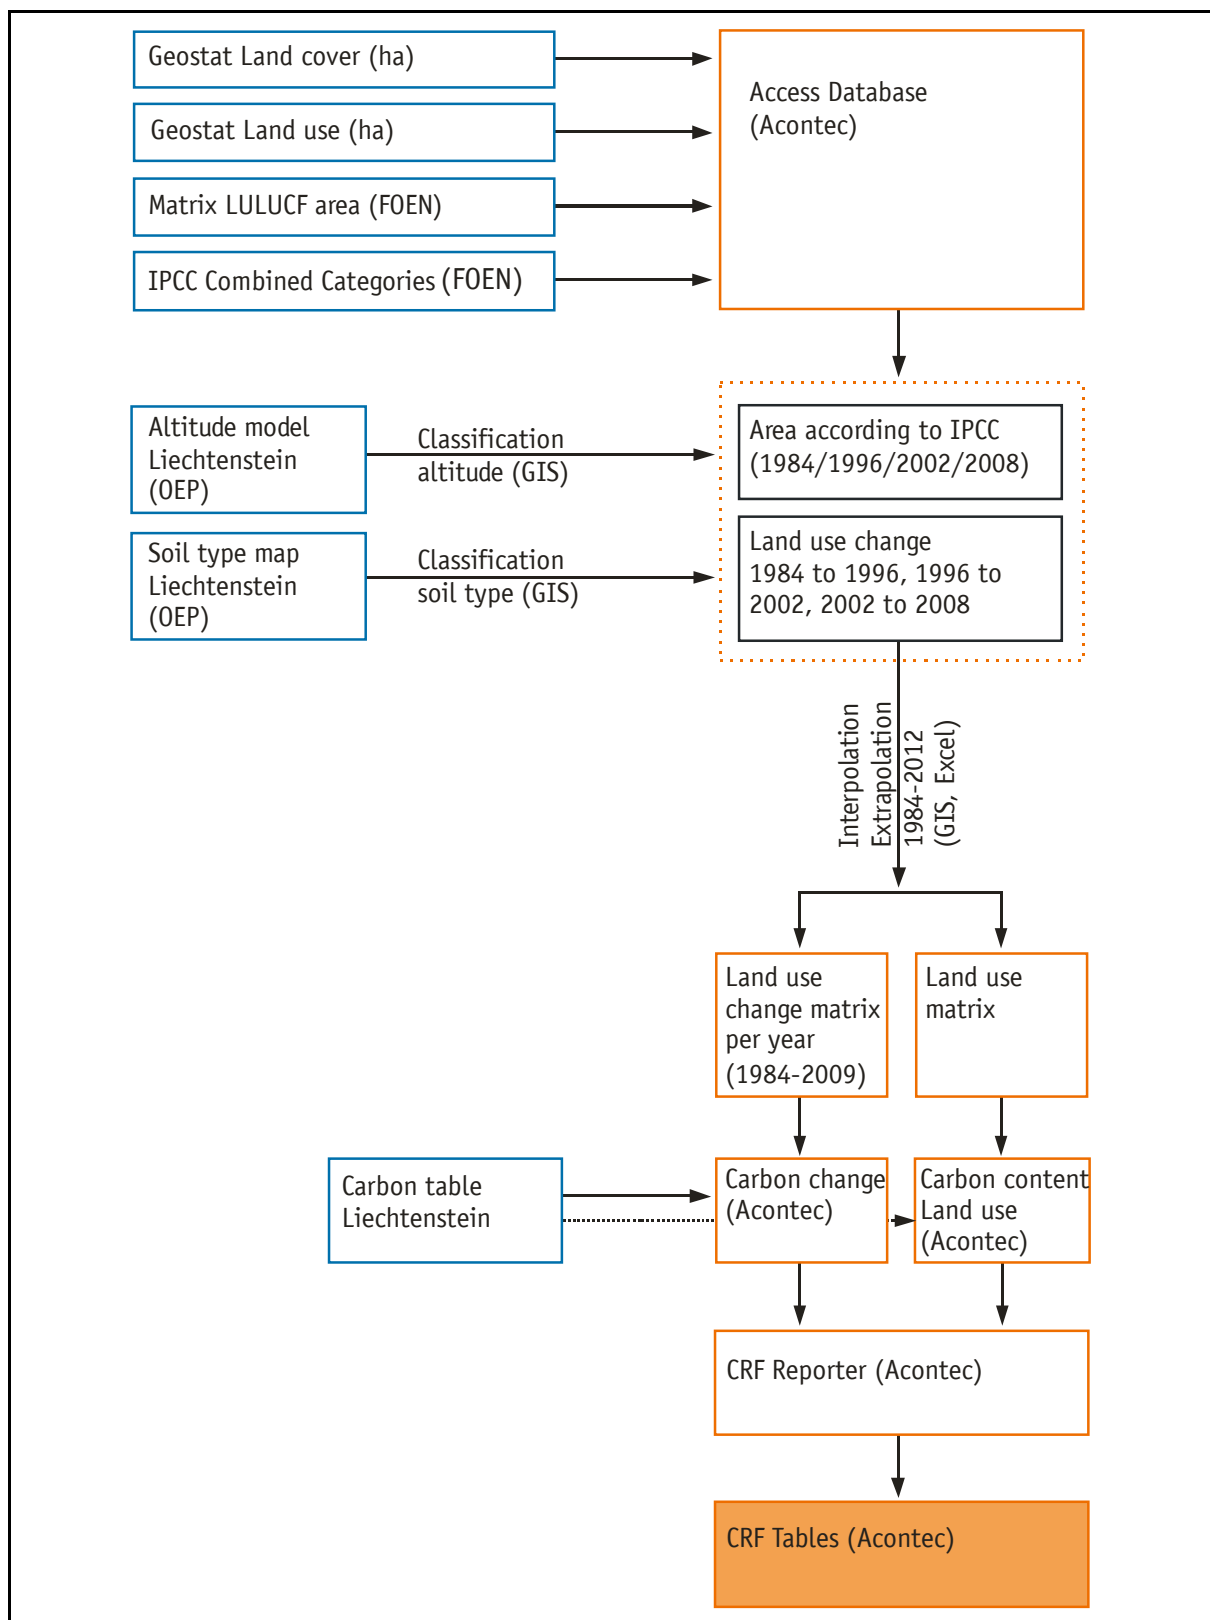 Geostat Land cover (ha)
Geostat Land use (ha)
Matrix LULUCF area (FOEN)
IPCC Combined Categories (FOEN)
Access Database
(Acontec)
Altitude model
Liechtenstein
(OEP)
Classification
altitude (GIS)
Area according to IPCC
(1984/1996/2002/2008)
Soil type map
Liechtenstein
(OEP)
Classification
soil type (GIS)
Land use change
1984 to 1996, 1996 to
2002, 2002 to 2008
Interpolation
Extrapolation
1984-2012
(GIS, Excel)
Land use
change matrix
per year
(1984-2009)
Land use
matrix
Carbon table
Liechtenstein
Carbon change
(Acontec)
Carbon content
Land use
(Acontec)
CRF Reporter (Acontec)
CRF Tables (Acontec)